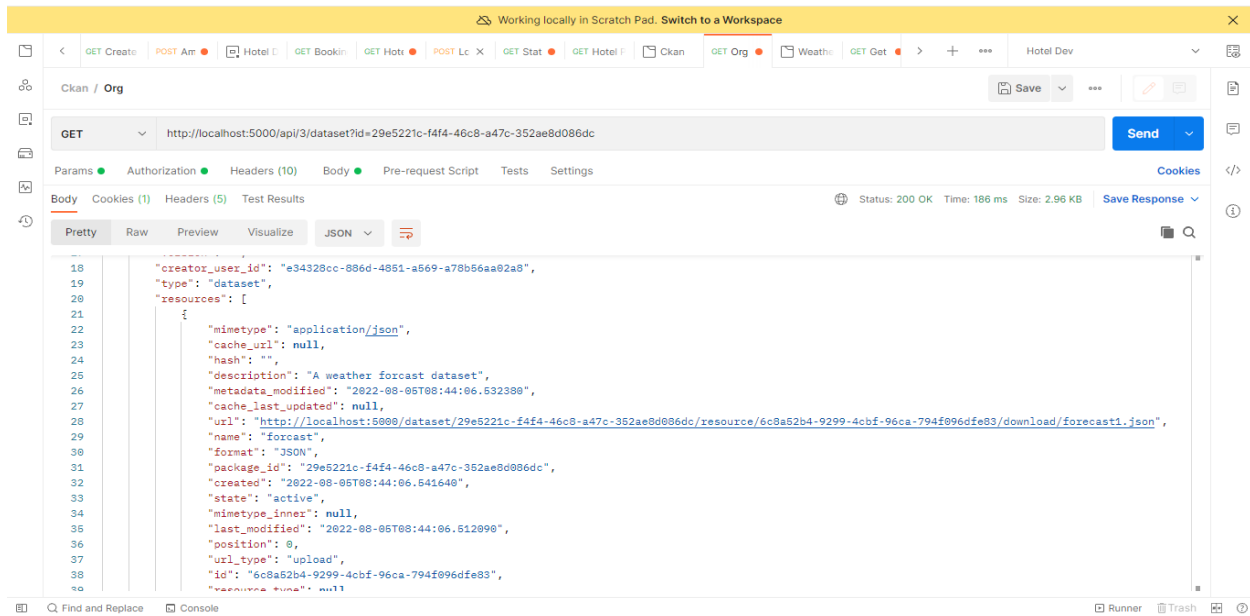 Working locally in Scratch Pad. Switch to a Workspace
GET Create POST Am Hotel D GET Bookin GET Hote POST Lc GET Stat GET Hotel F Ckan GET Org Weathe GET Get Hotel Dev
Ckan / Org Save
GET http://localhost:5000/api/3/dataset?id=29e5221c-f4f4-46c8-a47c-352ae8d086dc Send
Params Authorization Headers (10) Body Pre-request Script Tests Settings Cookies
Body Cookies (1) Headers (5) Test Results Status: 200 OK Time: 186 ms Size: 2.96 KB Save Response
Pretty Raw Preview Visualize JSON
18 "creator_user_id": "e34328cc-886d-4851-a569-a78b56aa02a8",
19 "type": "dataset",
20 "resources": [
21 {
22 "mimetype": "application/json",
23 "cache_url": null,
24 "hash": "",
25 "description": "A weather forcast dataset",
26 "metadata_modified": "2022-08-05T08:44:06.532380",
27 "cache_last_updated": null,
28 "url": "http://localhost:5000/dataset/29e5221c-f4f4-46c8-a47c-352ae8d086dc/resource/6c8a52b4-9299-4cbf-96ca-794f096dfe83/download/forecast1.json",
29 "name": "forcast",
30 "format": "JSON",
31 "package_id": "29e5221c-f4f4-46c8-a47c-352ae8d086dc",
32 "created": "2022-08-05T08:44:06.541640",
33 "state": "active",
34 "mimetype_inner": null,
35 "last_modified": "2022-08-05T08:44:06.512090",
36 "position": 0,
37 "url_type": "upload",
38 "id": "6c8a52b4-9299-4cbf-96ca-794f096dfe83",
39 "resource_type": null
Find and Replace Console Runner Trash